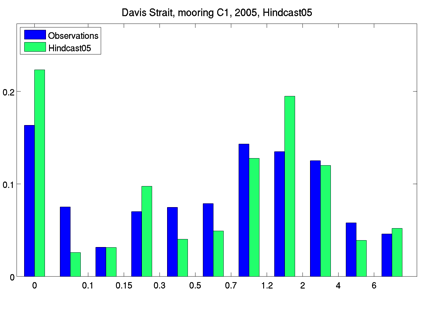 Davis Strait, mooring C1, 2005, Hindcast05
Observations
Hindcast05
0.2
0.1
0
0 0.1 0.15 0.3 0.5 0.7 1.2 2 4 6